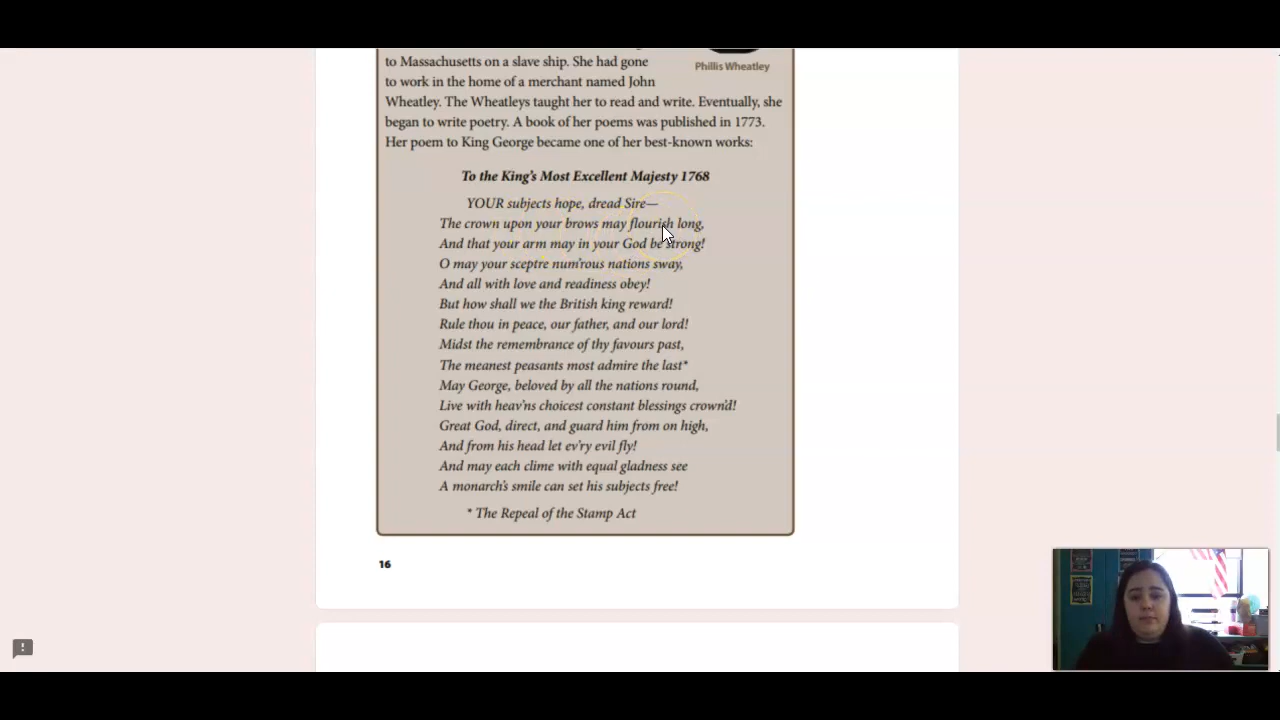 to Massachusetts on a slave ship. She had gone
Phillis Wheatley
to work in the home of a merchant named John
Wheatley. The Wheatleys taught her to read and write. Eventually, she
began to write poetry. A book of her poems was published in 1773.
Her poem to King George became one of her best-known works:
To the King's Most Excellent Majesty 1768
YOUR subjects hope, dread Sire—
The crown upon your brows may flourish long,
And that your arm may in your God be strong!
O may your sceptre num'rous nations sway,
And all with love and readiness obey!
But how shall we the British king reward!
Rule thou in peace, our father, and our lord!
Midst the remembrance of thy favours past,
The meanest peasants most admire the last*
May George, beloved by all the nations round,
Live with heav'ns choicest constant blessings crown'd!
Great God, direct, and guard him from on high,
And from his head let ev'ry evil fly!
And may each clime with equal gladness see
A monarch's smile can set his subjects free!
* The Repeal of the Stamp Act
16